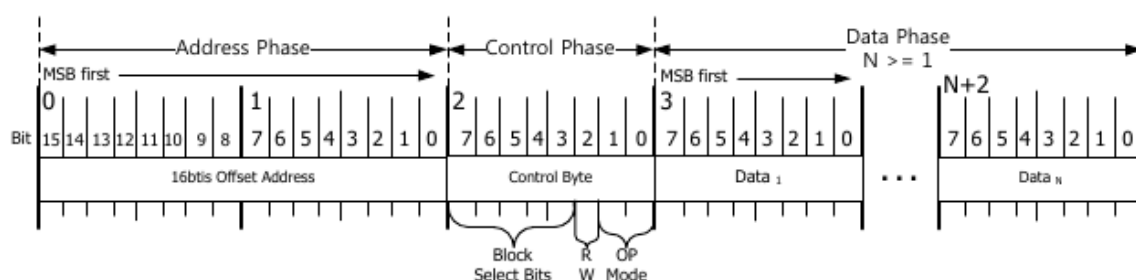 Address Phase Control Phase Data Phase
N >= 1
MSB first MSB first
0 1 2 3 N+2
Bit 15 14 13 12 11 10 9 8 7 6 5 4 3 2 1 0 7 6 5 4 3 2 1 0 7 6 5 4 3 2 1 0 7 6 5 4 3 2 1 0
16btis Offset Address Control Byte Data 1 ... Data N
Block R OP
Select Bits W Mode